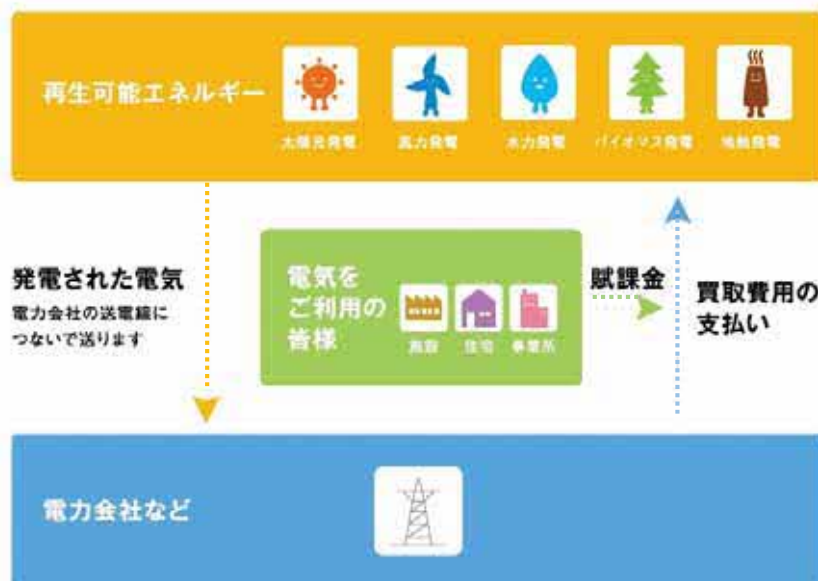 再生可能エネルギー
太陽光発電
風力発電
水力発電
バイオマス発電
地熱発電
発電された電気
電力会社の送電線に
つないで送ります
電気を
ご利用の
皆様
施設
住宅
事業所
賦課金
買取費用の
支払い
電力会社など